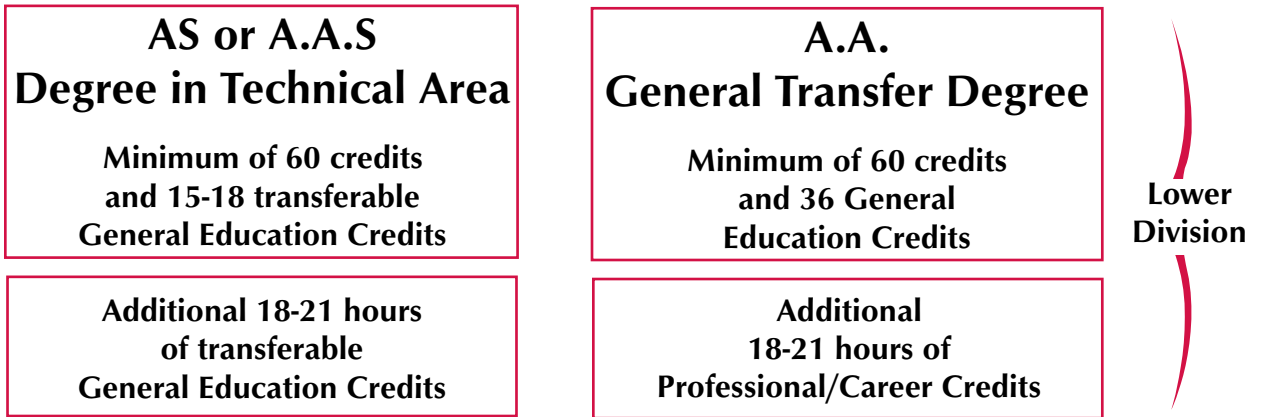 AS or A.A.S
Degree in Technical Area
Minimum of 60 credits
and 15-18 transferable
General Education Credits
Additional 18-21 hours
of transferable
General Education Credits
A.A.
General Transfer Degree
Minimum of 60 credits
and 36 General
Education Credits
Additional
18-21 hours of
Professional/Career Credits
Lower
Division